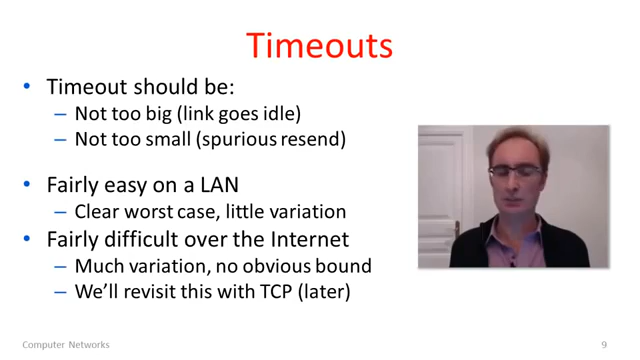 Timeouts
• Timeout should be:
– Not too big (link goes idle)
– Not too small (spurious resend)
• Fairly easy on a LAN
– Clear worst case, little variation
• Fairly difficult over the Internet
– Much variation, no obvious bound
– We'll revisit this with TCP (later)
Computer Networks
9